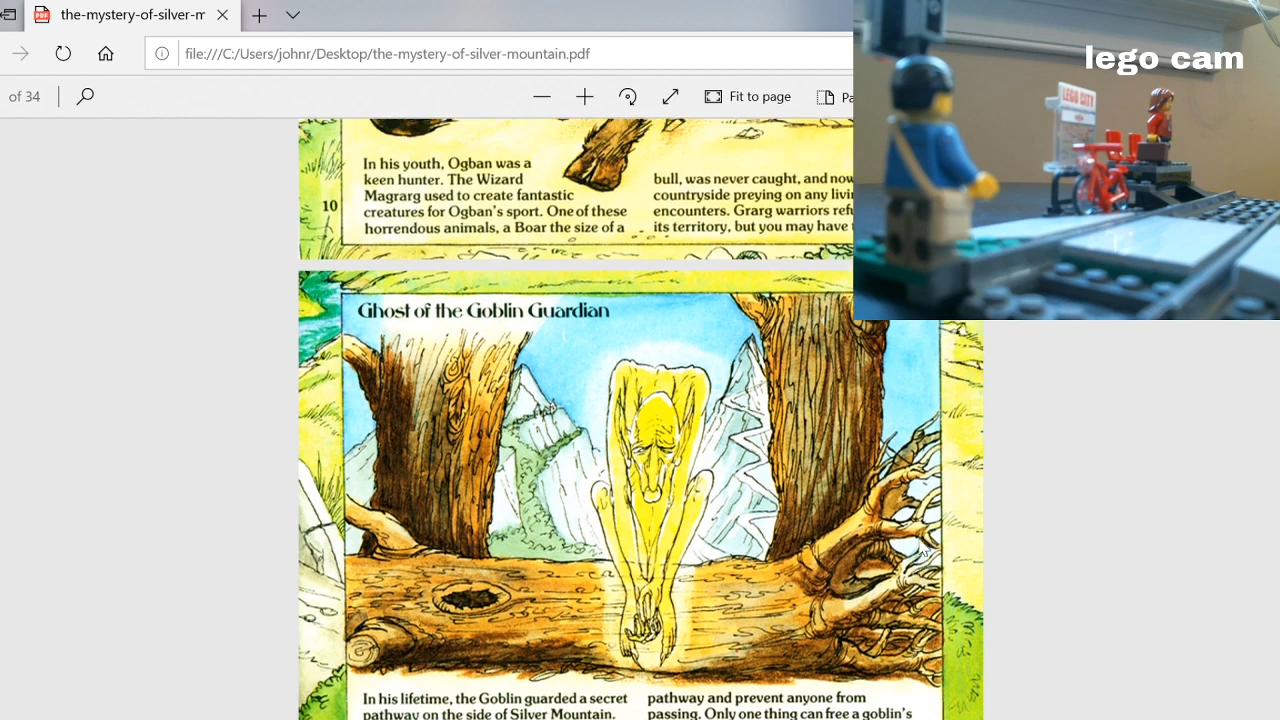 the-mystery-of-silver-m
file:///C:/Users/johnr/Desktop/the-mystery-of-silver-mountain.pdf
of 34
Fit to page
Pa
lego cam
LEGO CITY
In his youth, Ogban was a
keen hunter. The Wizard
Magrarg used to create fantastic
creatures for Ogban's sport. One of these
horrendous animals, a Boar the size of a
10
bull, was never caught, and now
countryside preying on any livi
encounters. Grarg warriors refu
its territory, but you may have
Ghost of the Goblin Guardian
In his lifetime, the Goblin guarded a secret
pathway on the side of Silver Mountain.
pathway and prevent anyone from
passing. Only one thing can free a goblin's